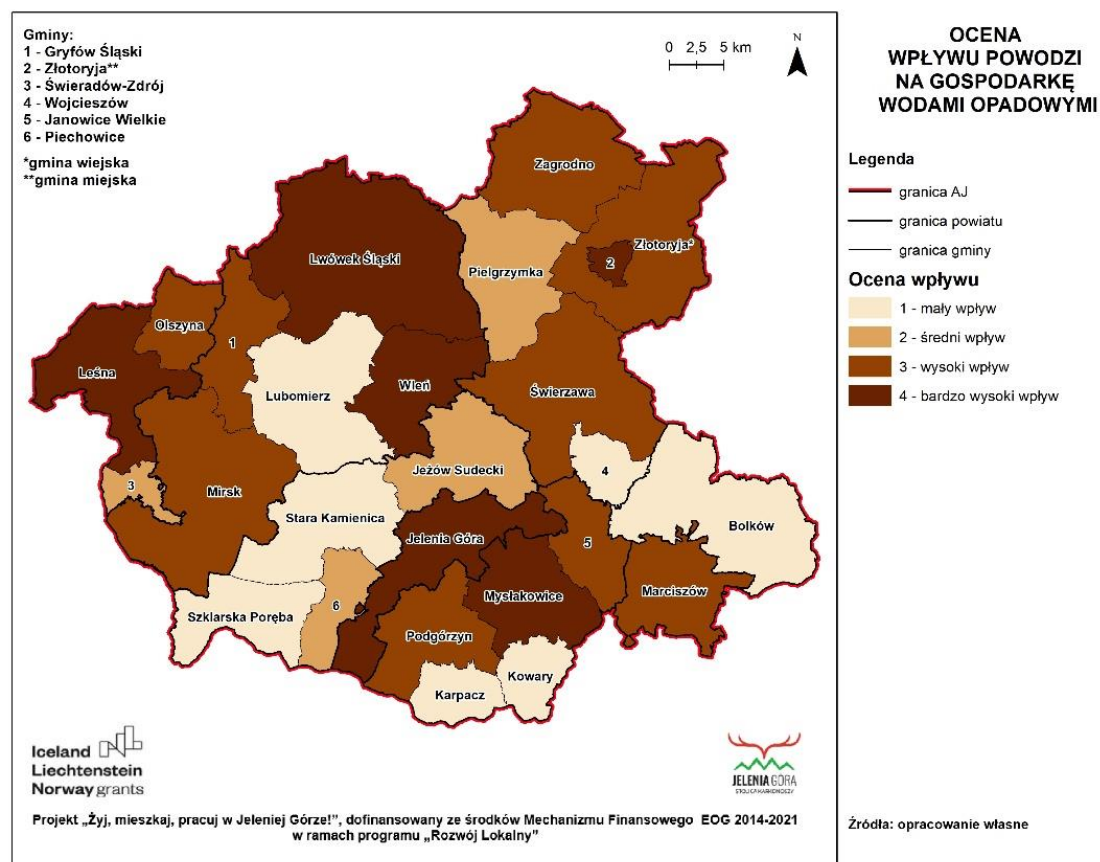 Gminy:
1 - Gryfów Śląski
2 - Złotoryja**
3 - Świeradów-Zdrój
4 - Wojcieszów
5 - Janowice Wielkie
6 - Piechowice
*gmina wiejska
**gmina miejska
0 2,5 5 km
N
Zagrodno
Złotoryja*
2
Pielgrzymka
Lwówek Śląski
Olszyna
1
Leśna
Lubomierz
Wleń
Świerzawa
Jeżów Sudecki
4
3
Mirsk
Stara Kamienica
Bolków
Jelenia Góra
5
Mysłakowice
Marciszów
6
Szklarska Poręba
Podgórzyn
Kowary
Karpacz
Iceland
Liechtenstein
Norway grants
JELENIA GÓRA
STOLICA KARKONOSZY
Projekt „Żyj, mieszkaj, pracuj w Jeleniej Górze!”, dofinansowany ze środków Mechanizmu Finansowego EOG 2014-2021
w ramach programu „Rozwój Lokalny”
OCENA
WPŁYWU POWODZI
NA GOSPODARKĘ
WODAMI OPADOWYMI
Legenda
granica AJ
granica powiatu
granica gminy
Ocena wpływu
1 - mały wpływ
2 - średni wpływ
3 - wysoki wpływ
4 - bardzo wysoki wpływ
Źródła: opracowanie własne